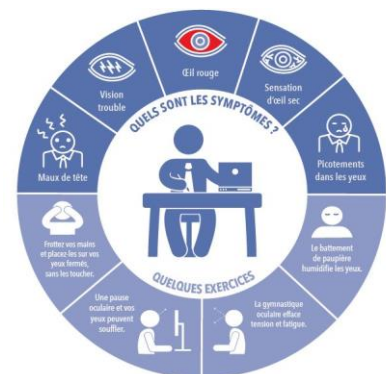 QUELS SONT LES SYMPTÔMES ?
Maux de tête
Vision
trouble
Œil rouge
Sensation
d'œil sec
Picotements
dans les yeux
QUELQUES EXERCICES
Frottez vos mains
et placez-les sur vos
yeux fermés,
sans les toucher.
Une pause
oculaire et vos
yeux peuvent
souffler.
La gymnastique
oculaire efface
tension et fatigue.
Le battement
de paupière
humidifie les yeux.